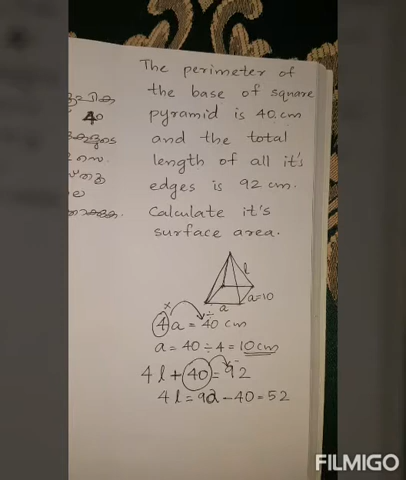 The perimeter of
the base of square
pyramid is 40 cm
and the total
length of all it's
edges is 92 cm.
Calculate it's
surface area.
40
l
a=10
a
× ÷
4a = 40 cm
a = 40 ÷ 4 = 10cm
4l + 40 = 92
4l = 92 - 40 = 52
FILMIGO